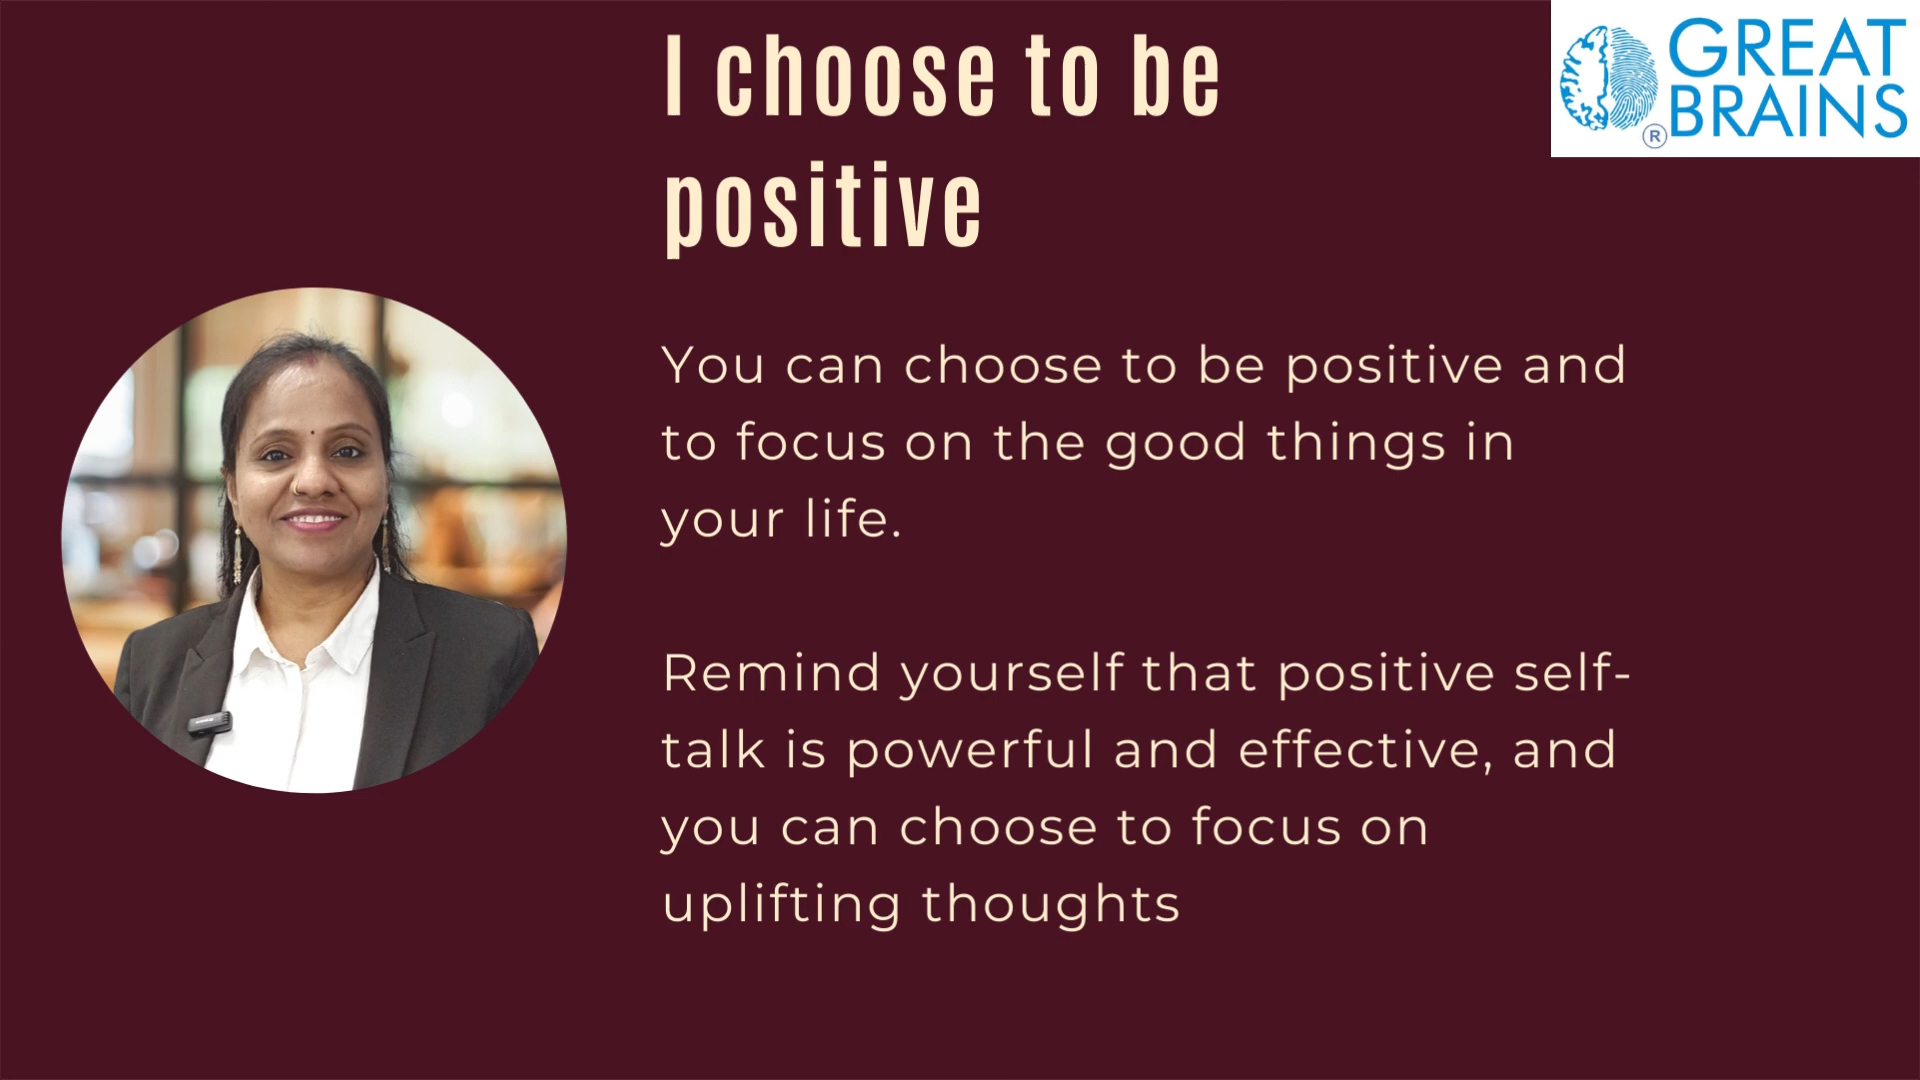 I choose to be
positive
GREAT
BRAINS
®
You can choose to be positive and
to focus on the good things in
your life.
Remind yourself that positive self-
talk is powerful and effective, and
you can choose to focus on
uplifting thoughts